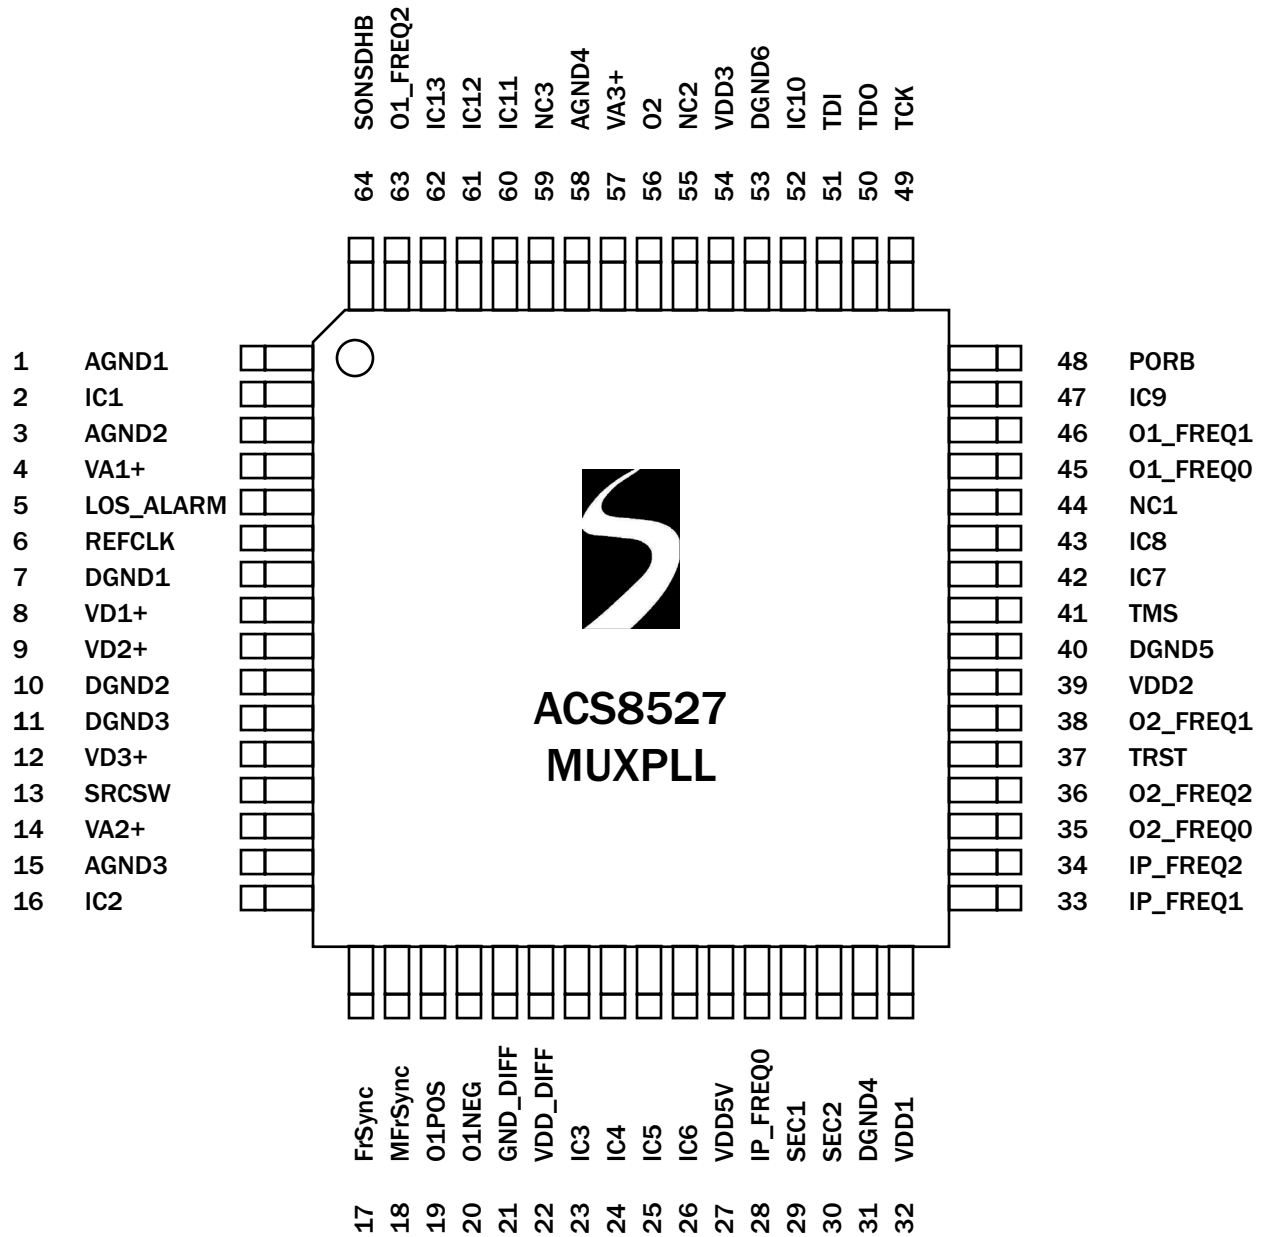 SONSDHB O1_FREQ2 IC13 IC12 IC11 NC3 AGND4 VA3+ O2 NC2 VDD3 DGND6 IC10 TDI TDO TCK
64 63 62 61 60 59 58 57 56 55 54 53 52 51 50 49
1 AGND1
2 IC1
3 AGND2
4 VA1+
5 LOS_ALARM
6 REFCLK
7 DGND1
8 VD1+
9 VD2+
10 DGND2
11 DGND3
12 VD3+
13 SRCSW
14 VA2+
15 AGND3
16 IC2
ACS8527
MUXPLL
48 PORB
47 IC9
46 O1_FREQ1
45 O1_FREQ0
44 NC1
43 IC8
42 IC7
41 TMS
40 DGND5
39 VDD2
38 O2_FREQ1
37 TRST
36 O2_FREQ2
35 O2_FREQ0
34 IP_FREQ2
33 IP_FREQ1
FrSync MFrSync O1POS O1NEG GND_DIFF VDD_DIFF IC3 IC4 IC5 IC6 VDD5V IP_FREQ0 SEC1 SEC2 DGND4 VDD1
17 18 19 20 21 22 23 24 25 26 27 28 29 30 31 32